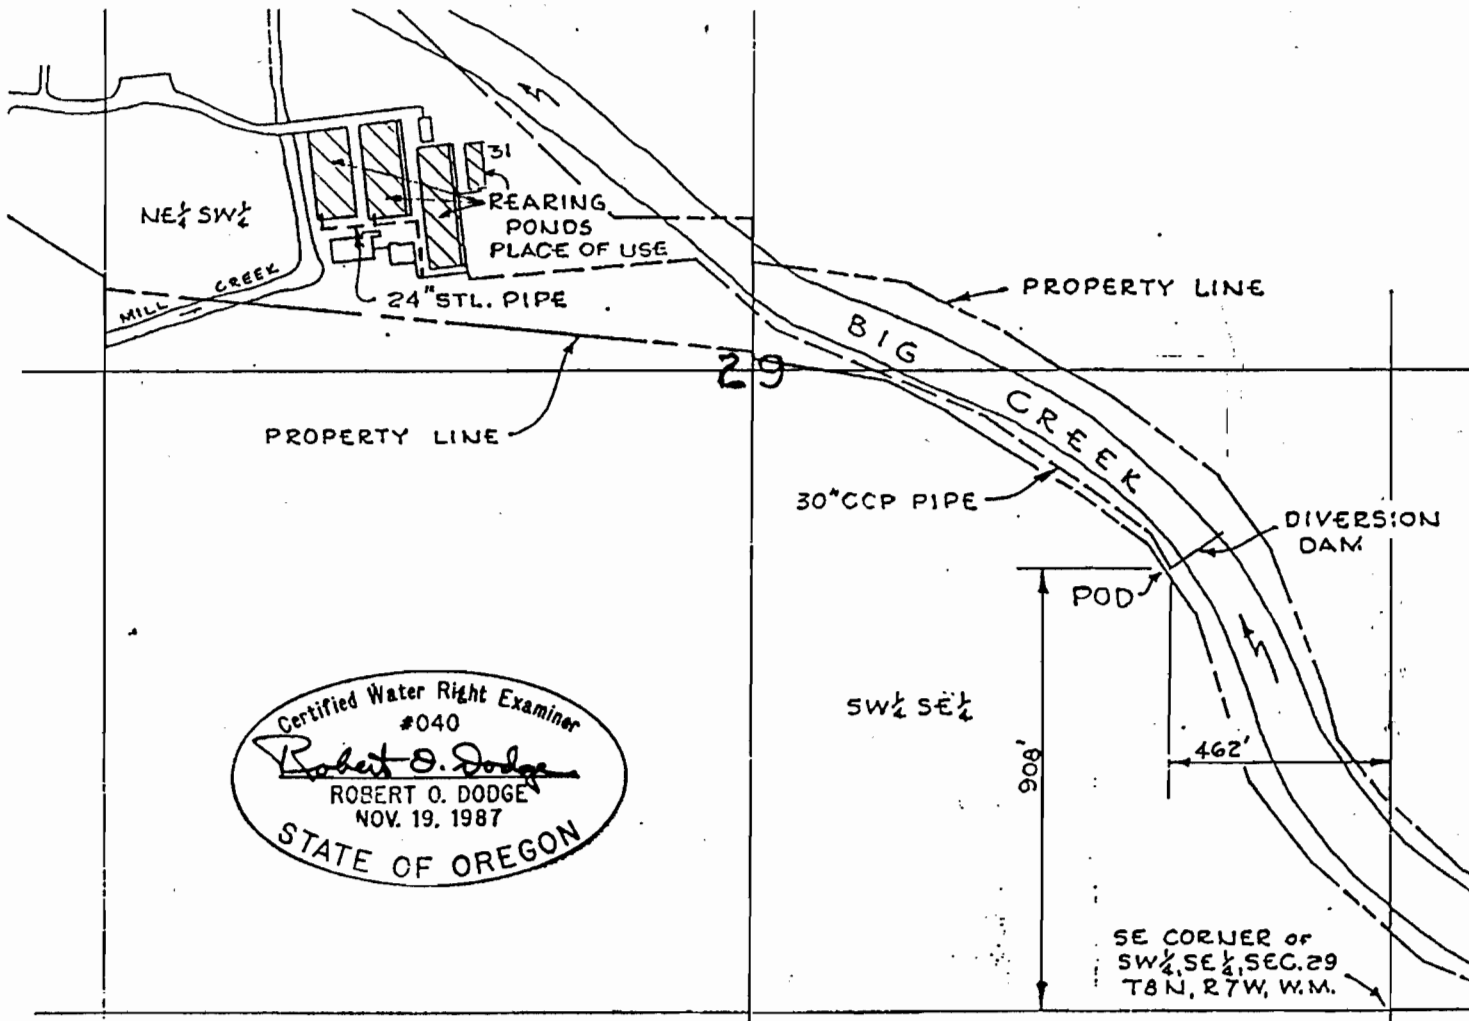 31
REARING
PONDS
PLACE OF USE
NE¼ SW¼
MILL CREEK
24" STL. PIPE
PROPERTY LINE
BIG CREEK
29
PROPERTY LINE
30" CCP PIPE
DIVERSION
DAM
POD
SW¼ SE¼
908'
462'
Certified Water Right Examiner
#040
Robert O. Dodge
ROBERT O. DODGE
NOV. 19, 1987
STATE OF OREGON
SE CORNER OF
SW¼, SE¼, SEC. 29
T8N, R7W, W.M.